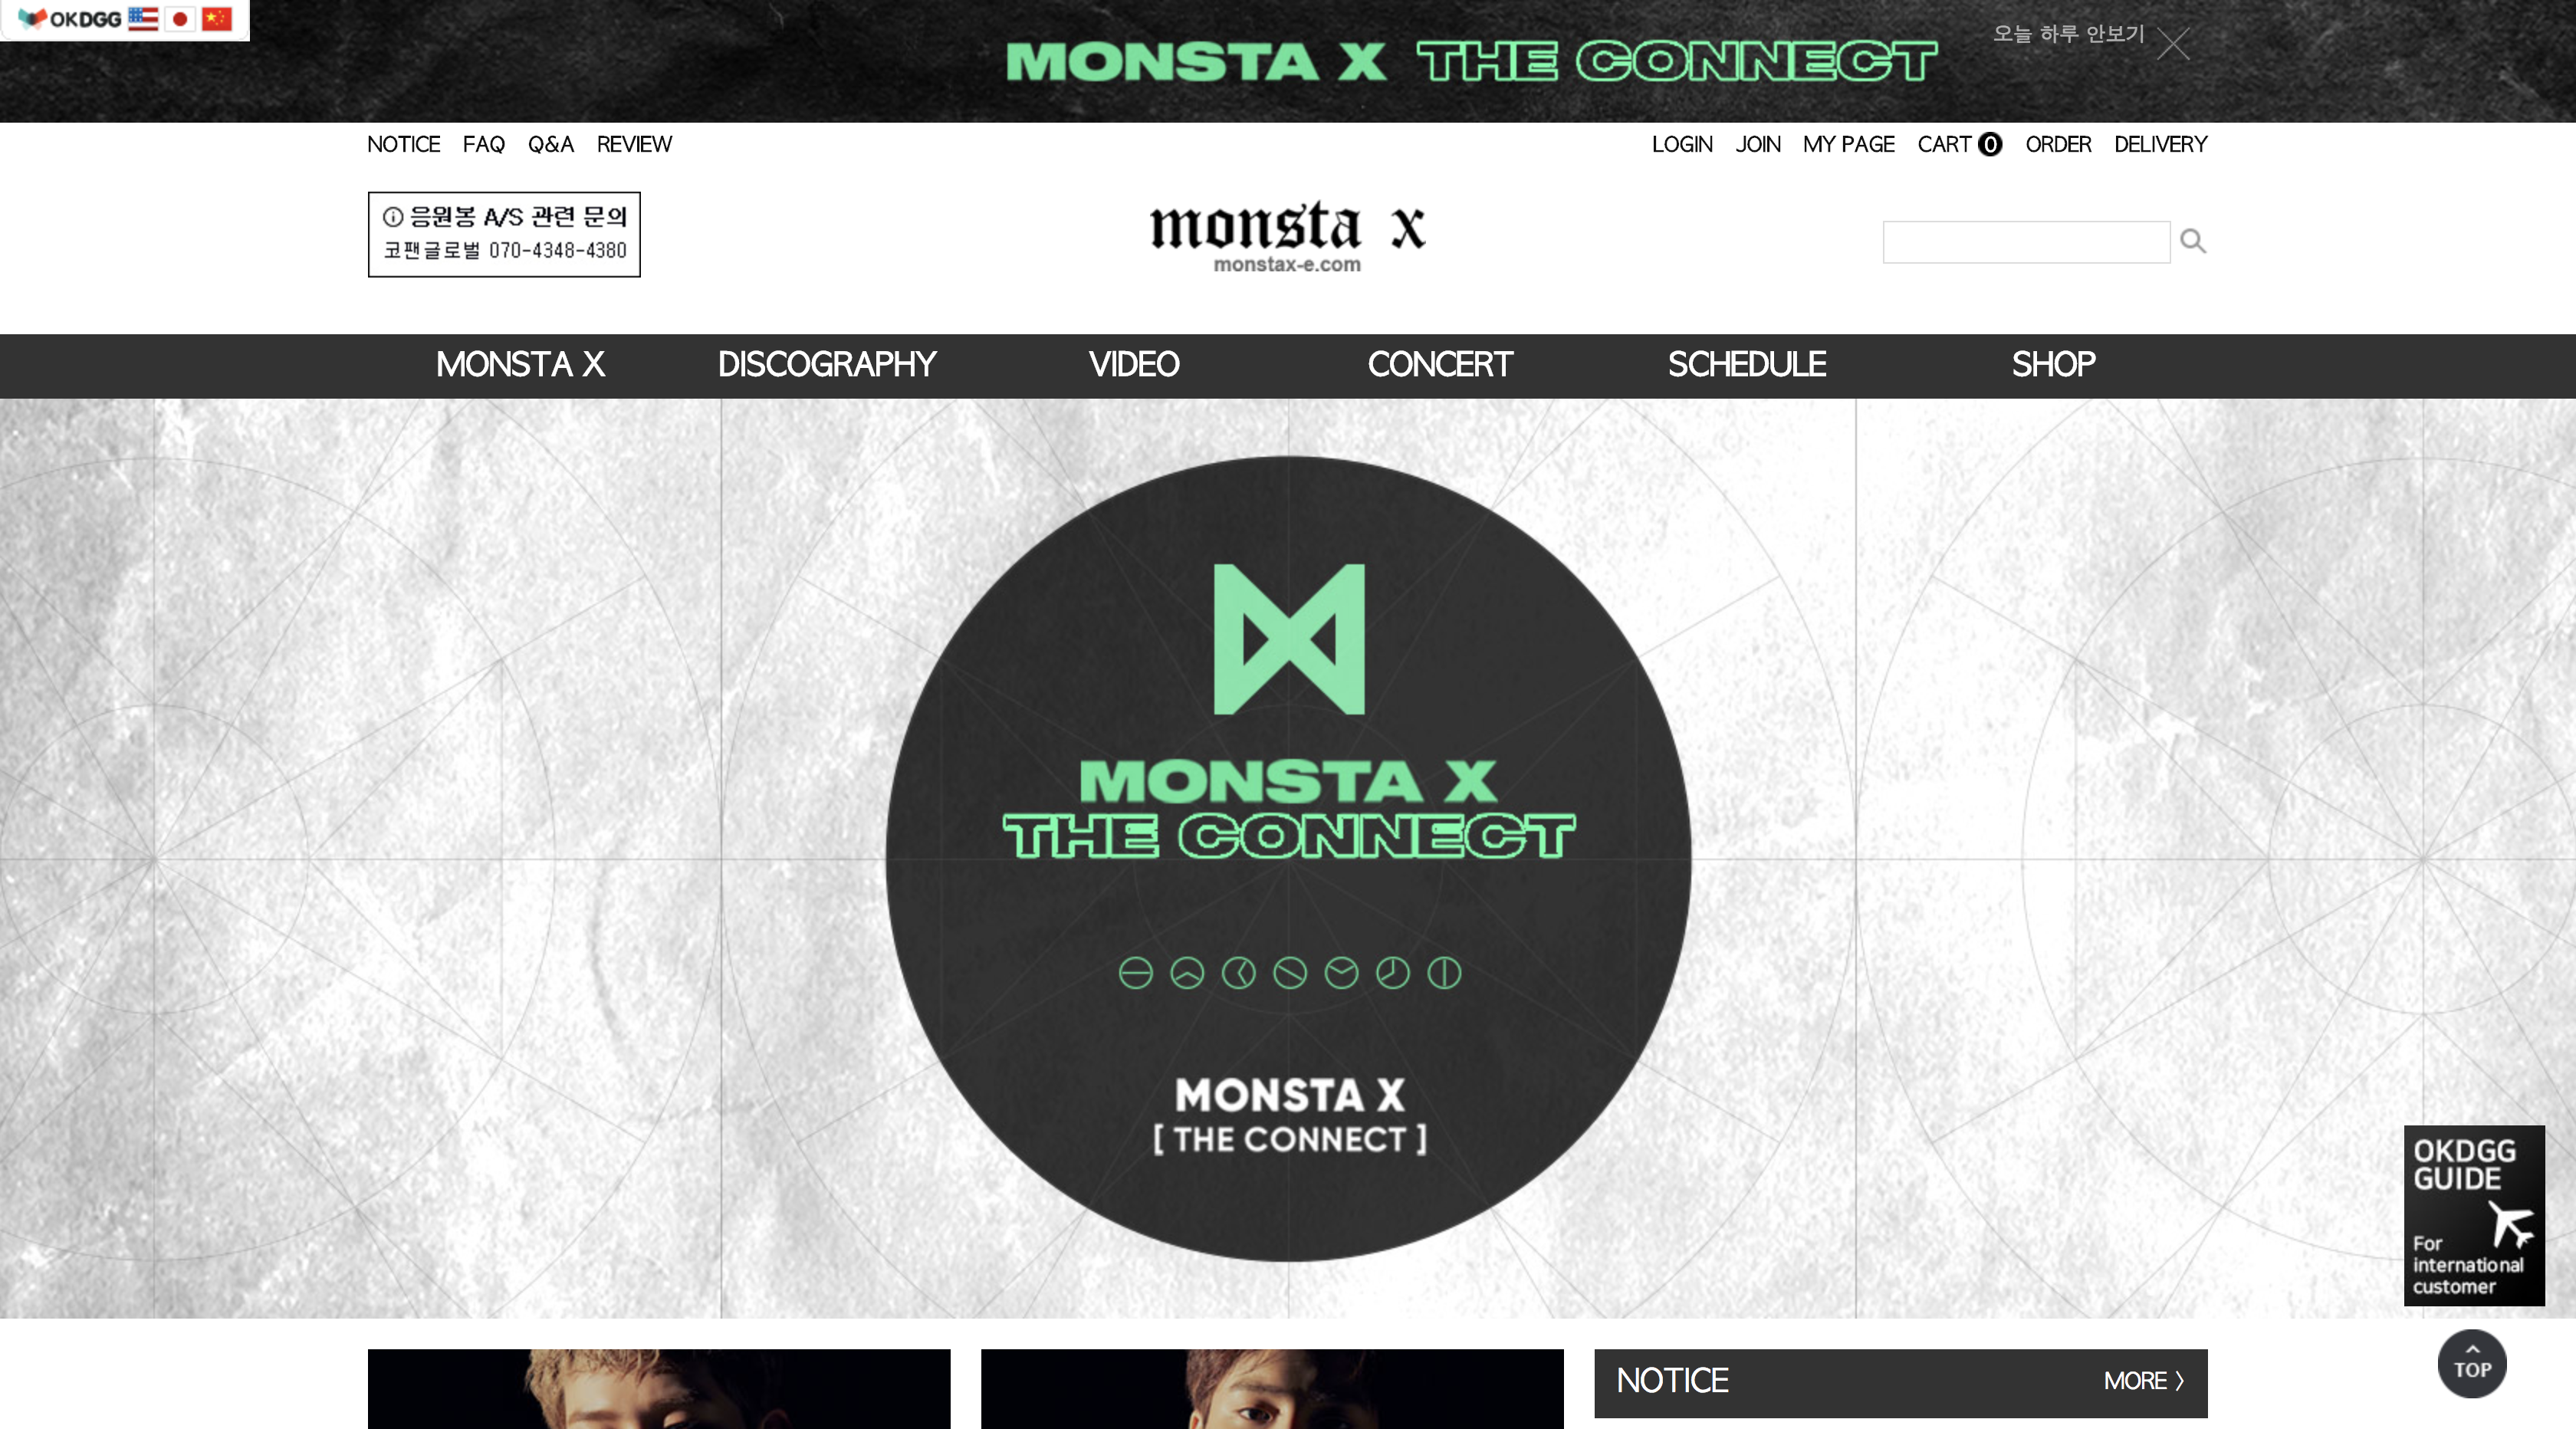 OKDGG
MONSTA X THE CONNECT
오늘 하루 안보기
NOTICE FAQ Q&A REVIEW
LOGIN JOIN MY PAGE CART 0 ORDER DELIVERY
응원봉 A/S 관련 문의
코팬글로벌 070-4348-4380
monsta x
monstax-e.com
MONSTA X DISCOGRAPHY VIDEO CONCERT SCHEDULE SHOP
MONSTA X
THE CONNECT
MONSTA X
[ THE CONNECT ]
OKDGG
GUIDE
For
international
customer
NOTICE MORE
TOP